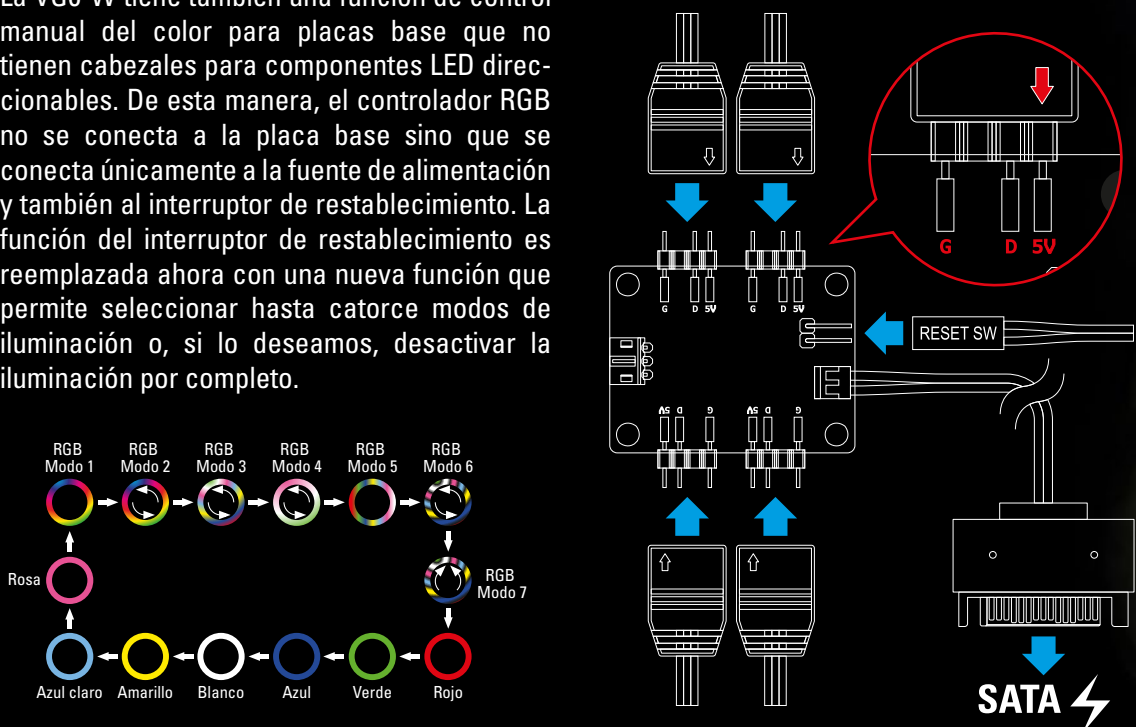 La VG6-W tiene también una función de control
manual del color para placas base que no
tienen cabezales para componentes LED direc-
cionables. De esta manera, el controlador RGB
no se conecta a la placa base sino que se
conecta únicamente a la fuente de alimentación
y también al interruptor de restablecimiento. La
función del interruptor de restablecimiento es
reemplazada ahora con una nueva función que
permite seleccionar hasta catorce modos de
iluminación o, si lo deseamos, desactivar la
iluminación por completo.
RGB
Modo 1
RGB
Modo 2
RGB
Modo 3
RGB
Modo 4
RGB
Modo 5
RGB
Modo 6
RGB
Modo 7
Rosa
Azul claro
Amarillo
Blanco
Azul
Verde
Rojo
G D 5V
G D 5V
G D 5V
RESET SW
5V D G
5V D G
SATA